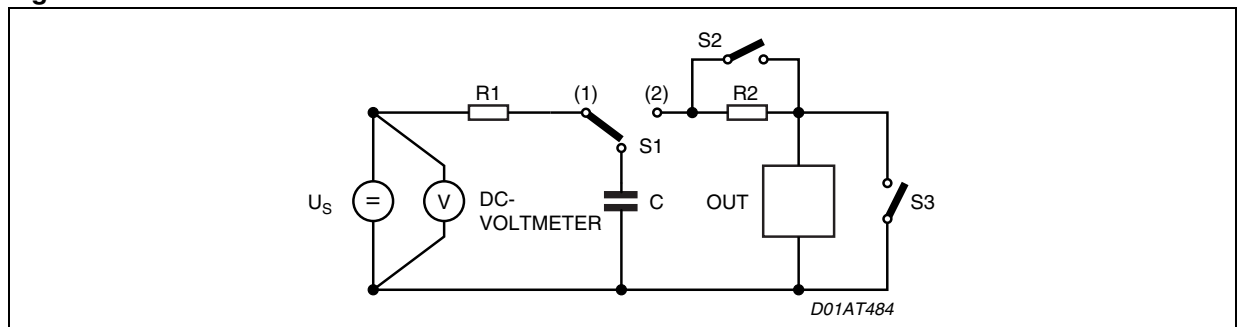 S2
R1
(1)
(2)
R2
S1
U_S
=
V
DC-
VOLTMETER
C
OUT
S3
D01AT484